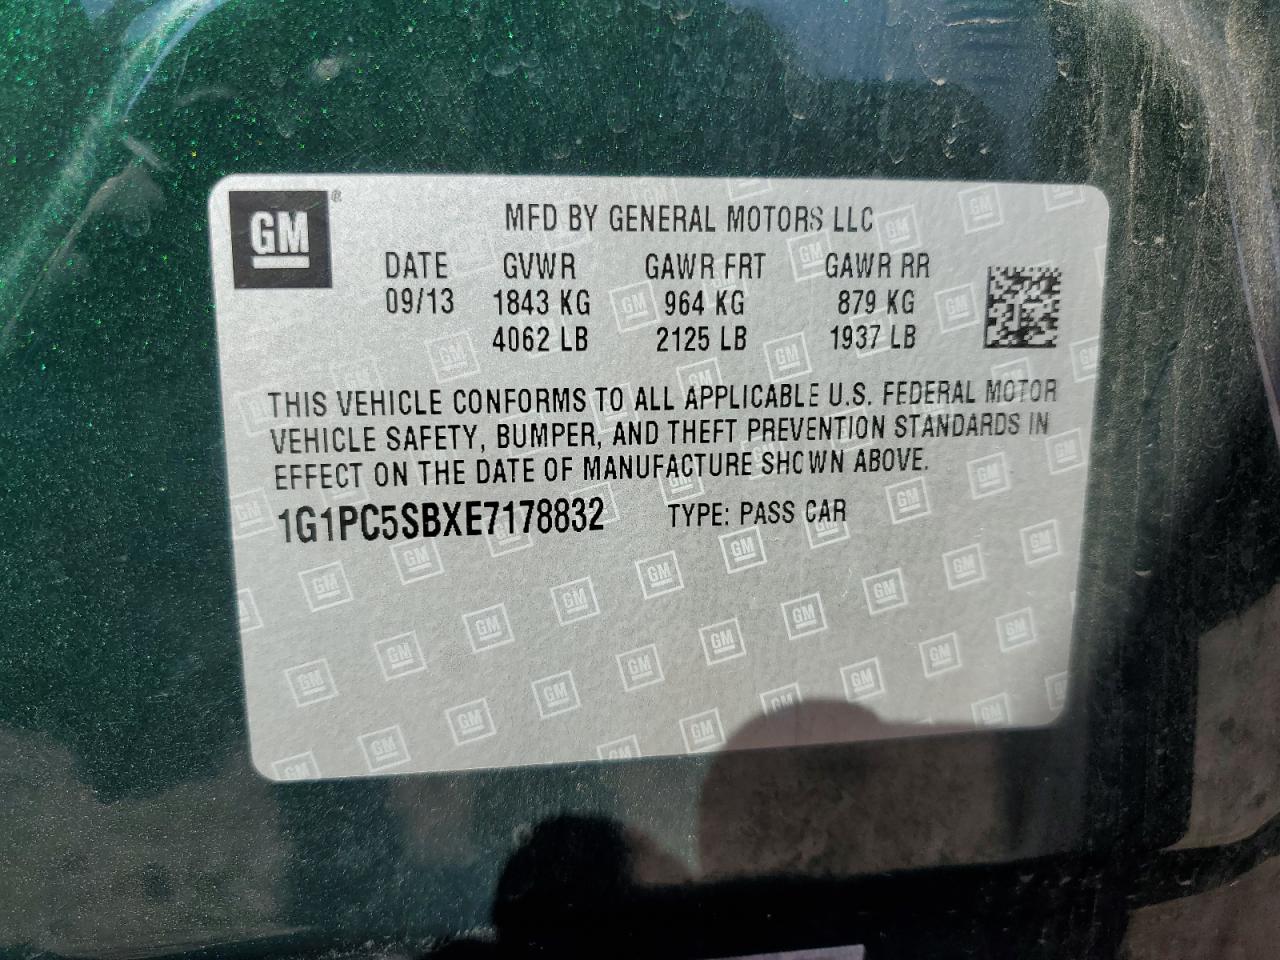 GM®
MFD BY GENERAL MOTORS LLC
DATE GVWR GAWR FRT GAWR RR
09/13 1843 KG 964 KG 879 KG
4062 LB 2125 LB 1937 LB
THIS VEHICLE CONFORMS TO ALL APPLICABLE U.S. FEDERAL MOTOR
VEHICLE SAFETY, BUMPER, AND THEFT PREVENTION STANDARDS IN
EFFECT ON THE DATE OF MANUFACTURE SHOWN ABOVE.
1G1PC5SBXE7178832 TYPE: PASS CAR